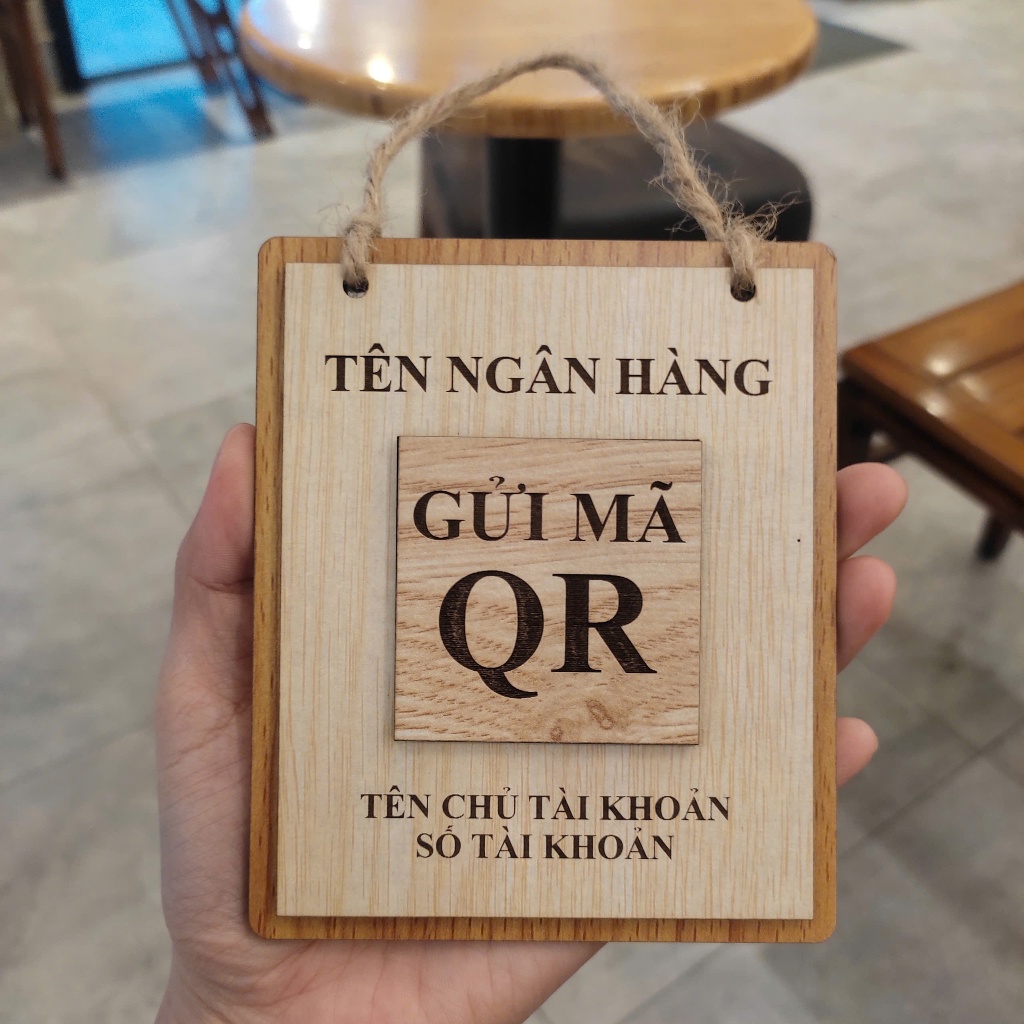 TÊN NGÂN HÀNG
GỬI MÃ
QR
TÊN CHỦ TÀI KHOẢN
SỐ TÀI KHOẢN